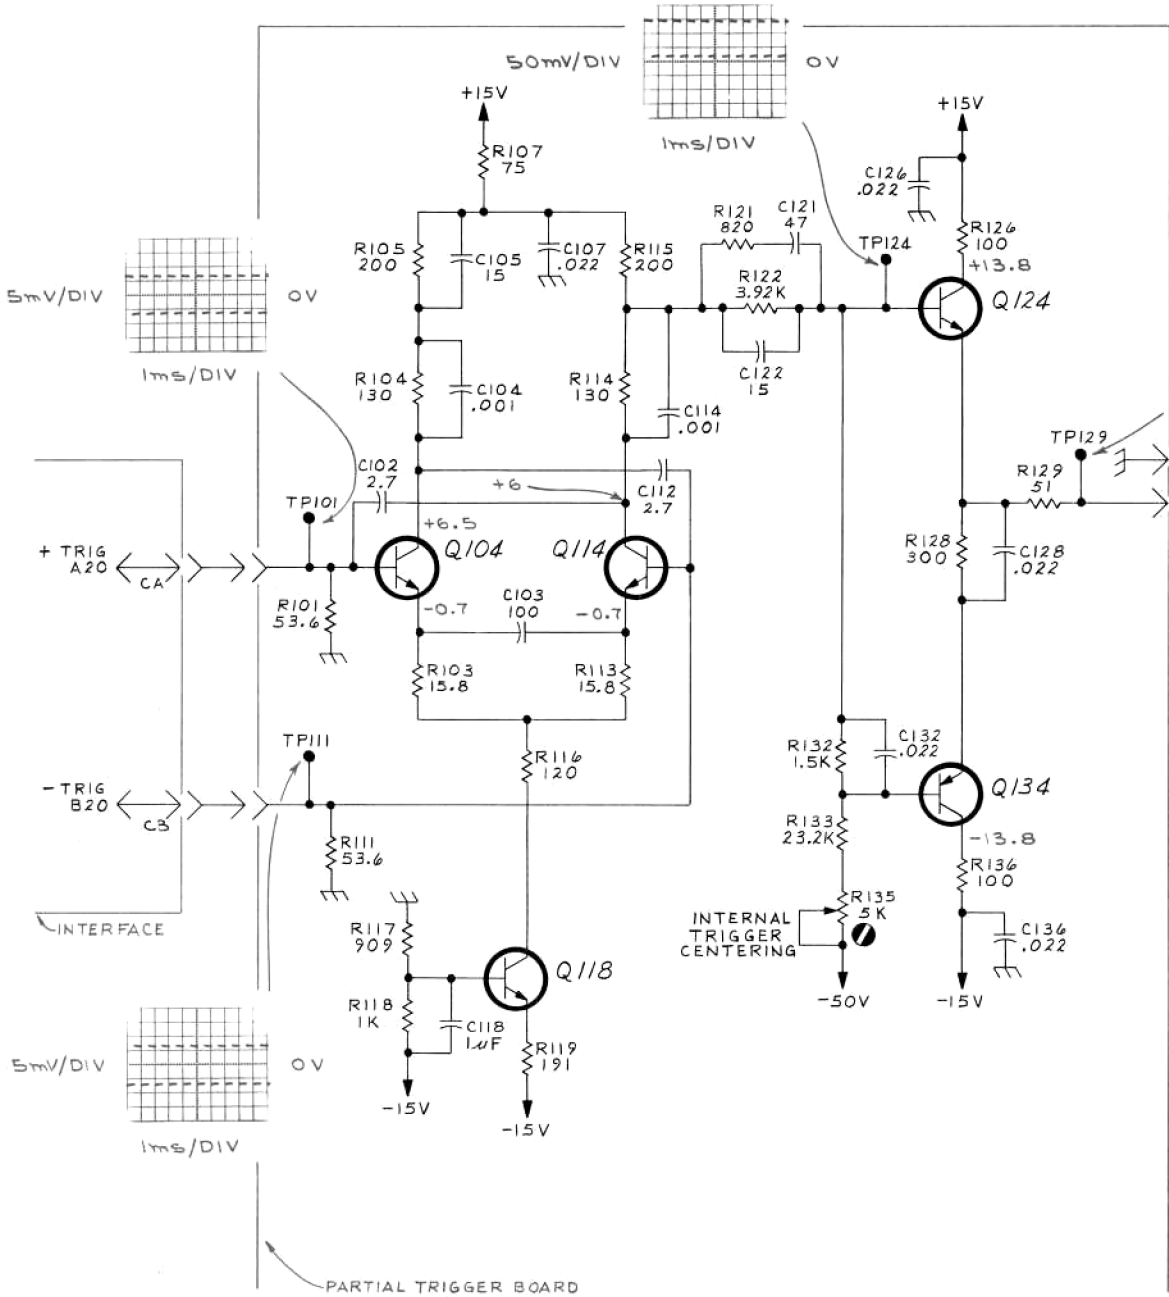 50mV/DIV
0V
1ms/DIV
+15V
R107
75
+15V
C126
.022
R126
100
+13.8
Q124
R105
200
C105
15
C107
.022
R115
200
R121
820
C121
47
TP124
R122
3.92K
C122
15
5mV/DIV
0V
1ms/DIV
R104
130
C104
.001
R114
130
C114
.001
C102
2.7
+6
C112
2.7
TP129
R129
51
TP101
+6.5
Q104
Q114
+ TRIG
A20
CA
R101
53.6
-0.7
C103
100
-0.7
R128
300
C128
.022
R103
15.8
R113
15.8
TP111
R116
120
R132
1.5K
C132
.022
Q134
- TRIG
B20
CB
R133
23.2K
-13.8
R111
53.6
R136
100
R135
5K
INTERNAL
TRIGGER
CENTERING
C136
.022
INTERFACE
R117
909
Q118
-50V
-15V
R118
1K
C118
1µF
R119
191
5mV/DIV
0V
1ms/DIV
-15V
-15V
PARTIAL TRIGGER BOARD